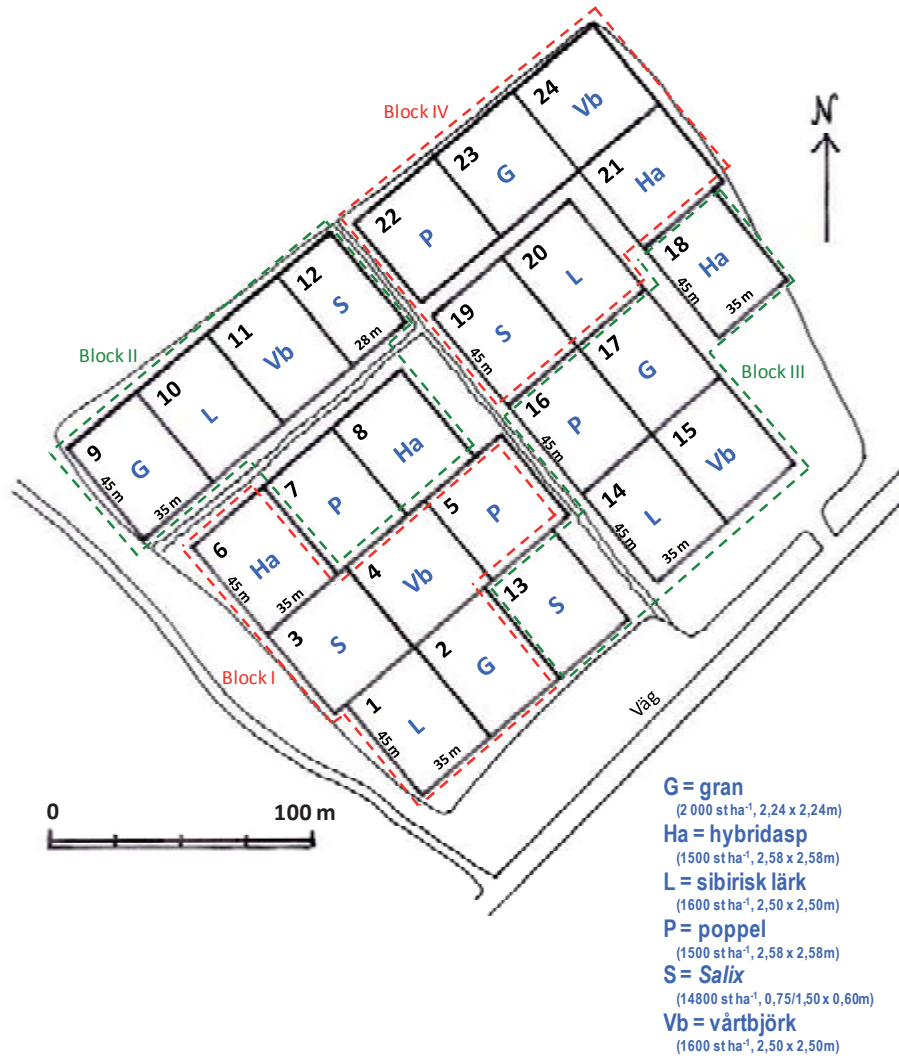 Block IV
N
24
Vb
23
G
21
Ha
22
P
18
Ha
45 m
35 m
20
L
19
S
45 m
12
S
28 m
11
Vb
Block II
10
L
9
G
45 m
35 m
17
G
Block III
16
P
45 m
15
Vb
14
L
45 m
35 m
8
Ha
7
P
5
P
6
Ha
45 m
35 m
4
Vb
13
S
3
S
2
G
Block I
1
L
45 m
35 m
Väg
0
100 m
G = gran
(2 000 st ha-1, 2,24 x 2,24m)
Ha = hybridasp
(1500 st ha-1, 2,58 x 2,58m)
L = sibirisk lärk
(1600 st ha-1, 2,50 x 2,50m)
P = poppel
(1500 st ha-1, 2,58 x 2,58m)
S = Salix
(14800 st ha-1, 0,75/1,50 x 0,60m)
Vb = vårtbjörk
(1600 st ha-1, 2,50 x 2,50m)